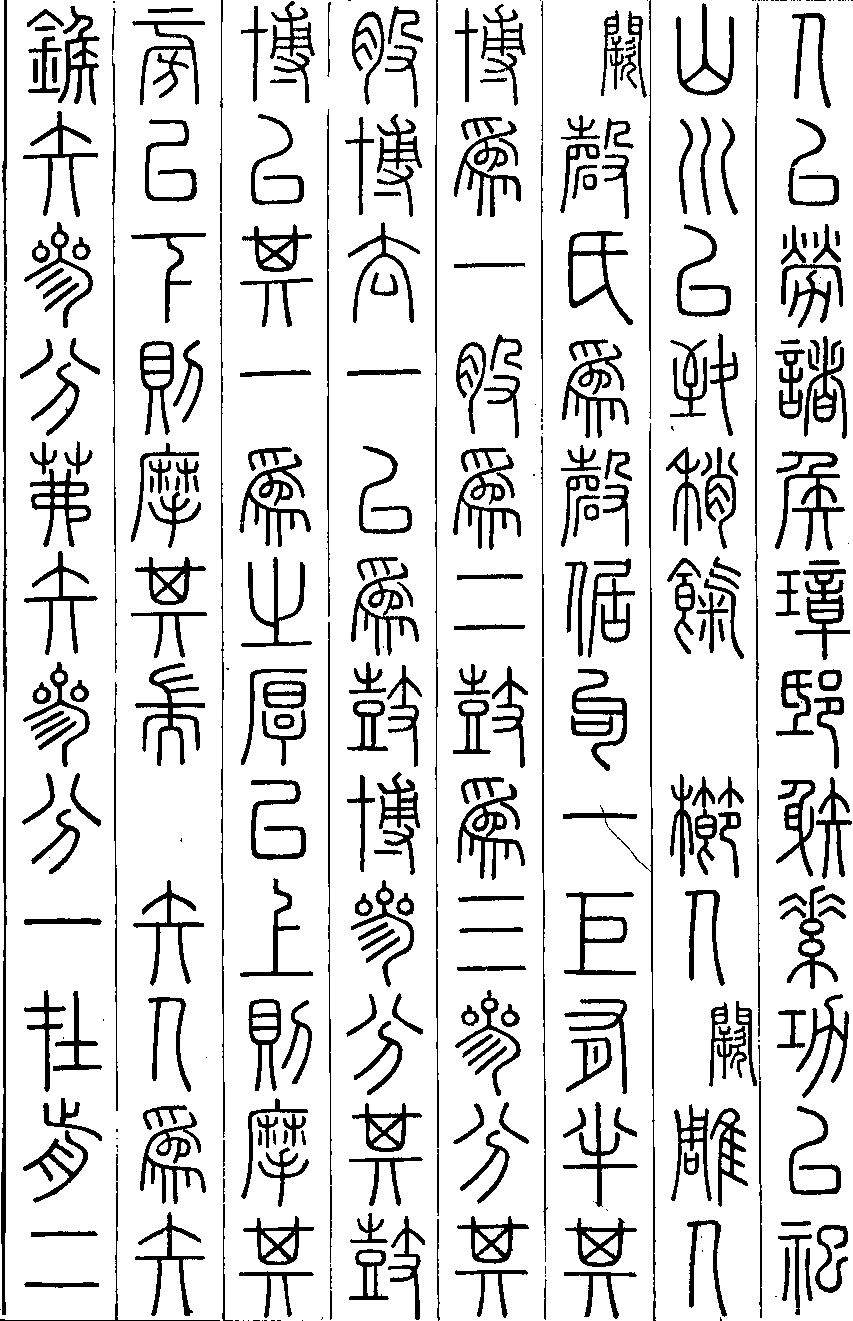 人以勞諸侯璋邸射素功以祀
山川以致稍餼　櫛人闕雕人
闕磬氏爲磬倨句一巨有半其
博爲一股爲二鼓爲三參分其
股博去一以爲鼓博參分其鼓
博以其一爲之厚已上則摩其
旁已下則摩其耑　矢人爲矢
鍭矢參分茀矢參分一在前二